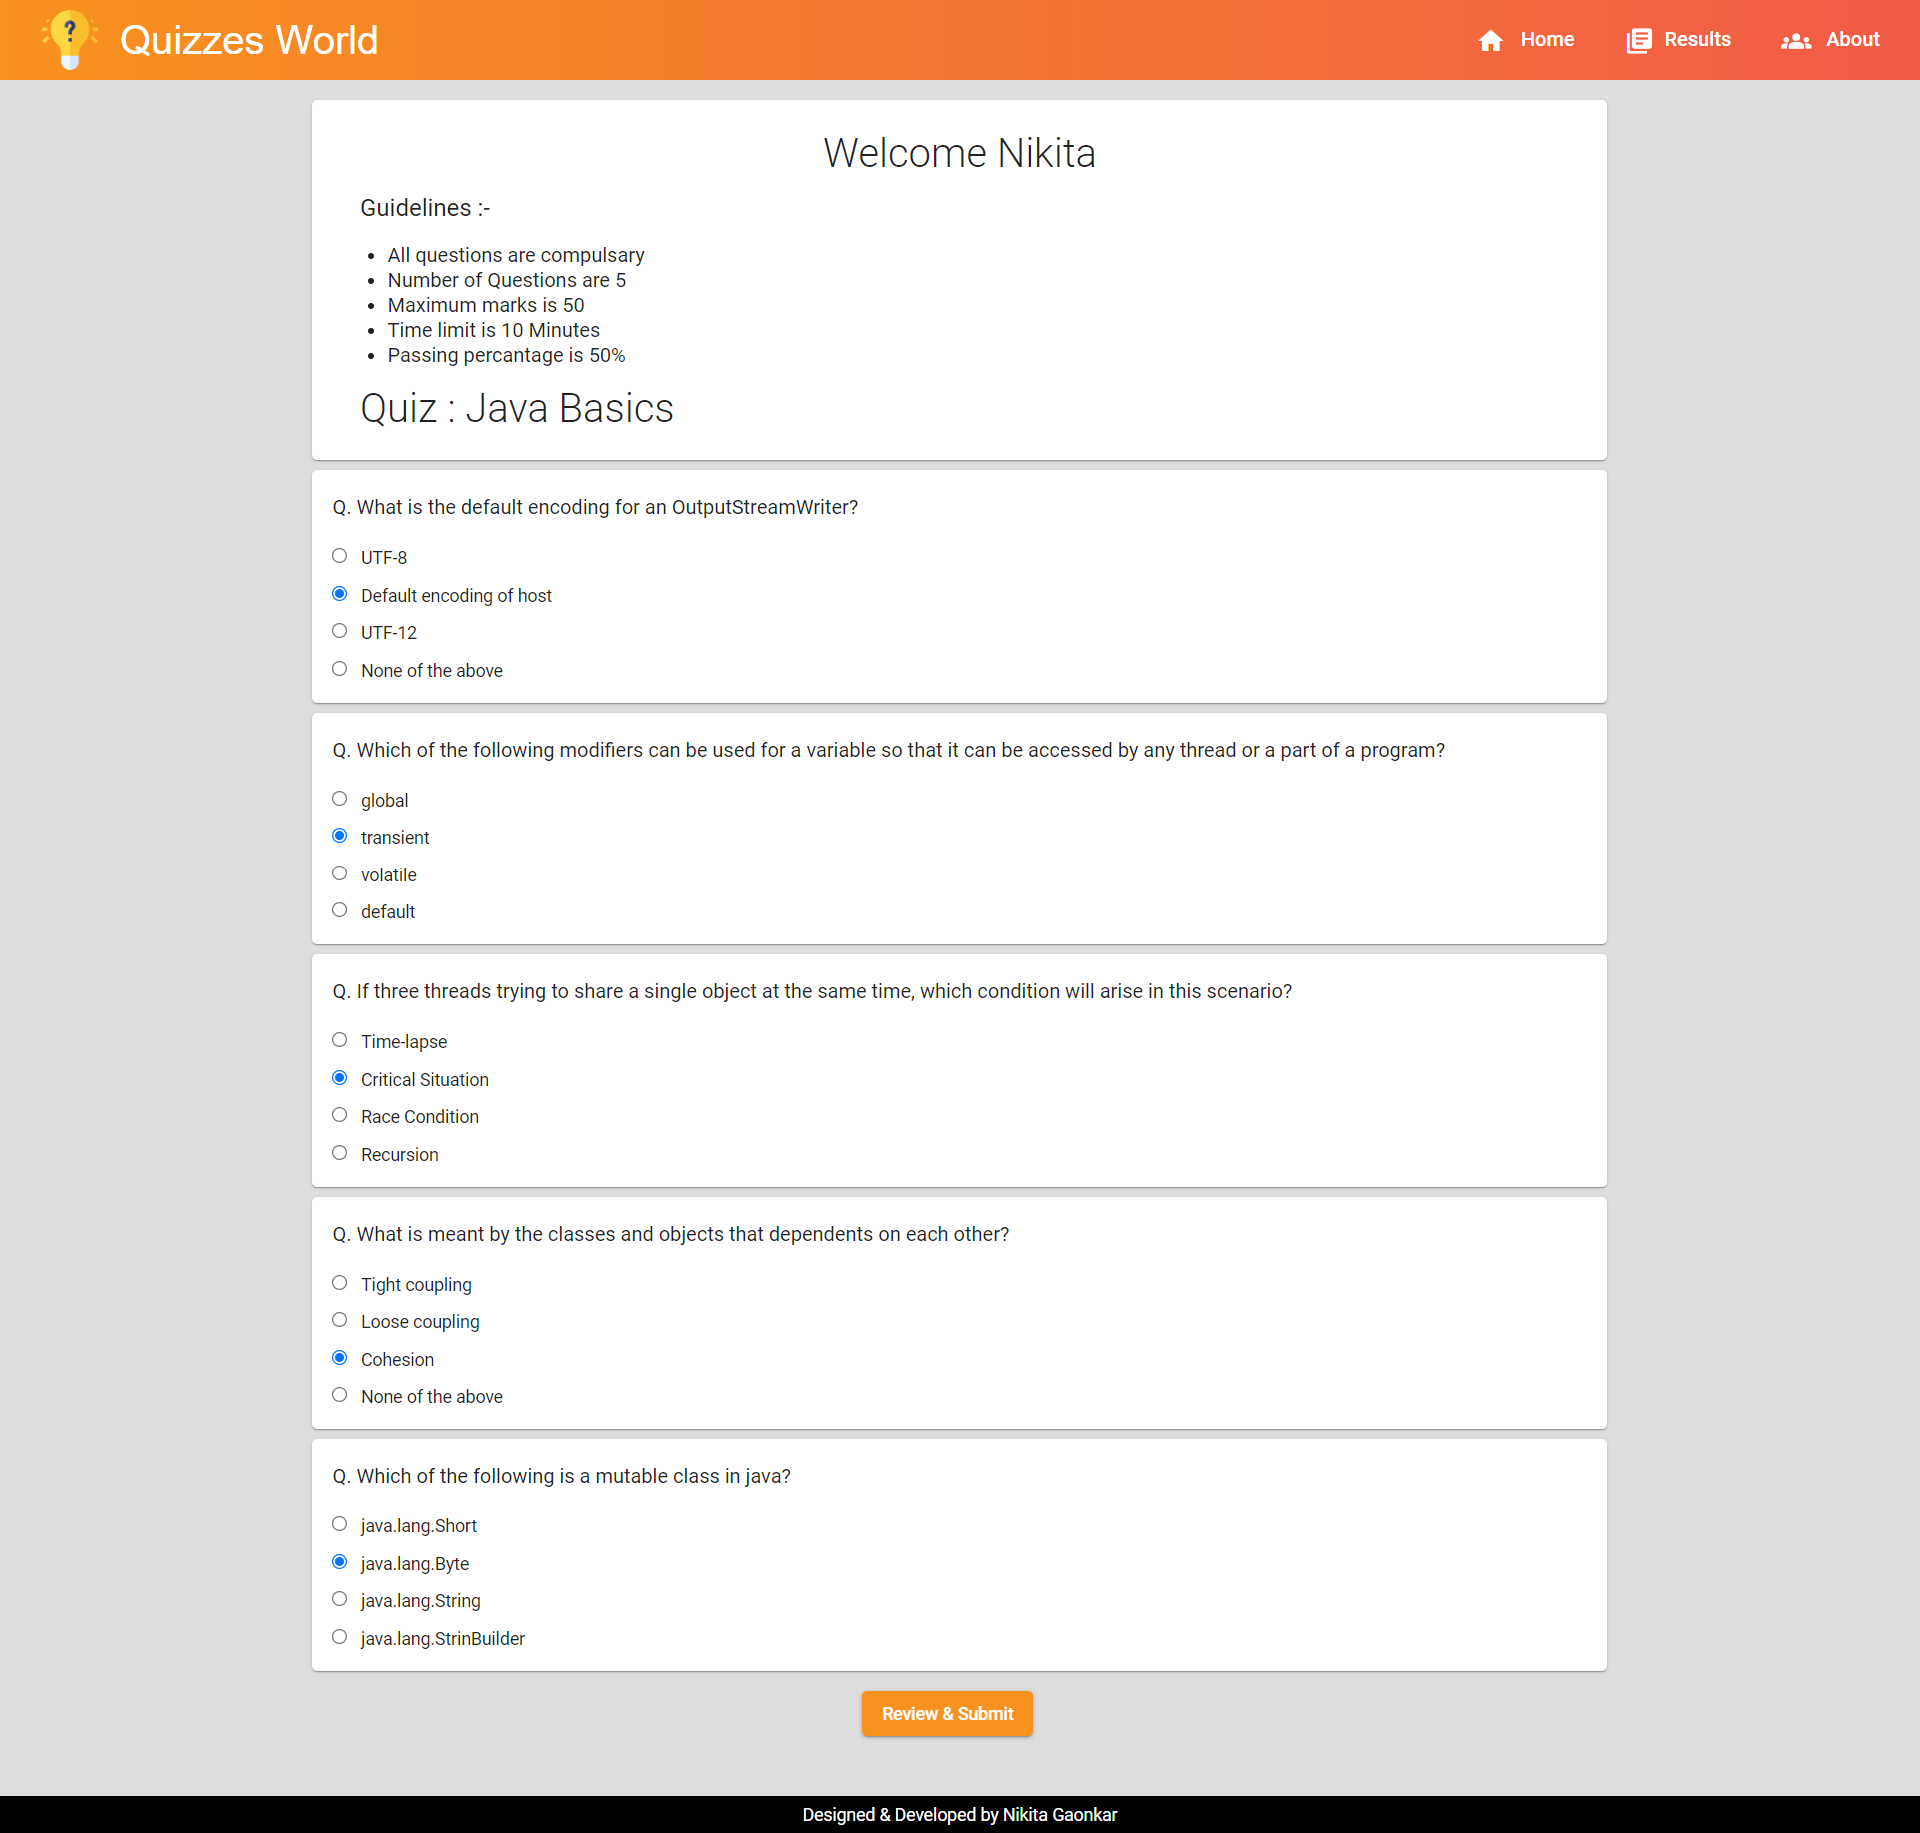 ?
Quizzes World
Home
Results
About
Welcome Nikita
Guidelines :-
All questions are compulsary
Number of Questions are 5
Maximum marks is 50
Time limit is 10 Minutes
Passing percantage is 50%
Quiz : Java Basics
Q. What is the default encoding for an OutputStreamWriter?
UTF-8
Default encoding of host
UTF-12
None of the above
Q. Which of the following modifiers can be used for a variable so that it can be accessed by any thread or a part of a program?
global
transient
volatile
default
Q. If three threads trying to share a single object at the same time, which condition will arise in this scenario?
Time-lapse
Critical Situation
Race Condition
Recursion
Q. What is meant by the classes and objects that dependents on each other?
Tight coupling
Loose coupling
Cohesion
None of the above
Q. Which of the following is a mutable class in java?
java.lang.Short
java.lang.Byte
java.lang.String
java.lang.StrinBuilder
Review & Submit
Designed & Developed by Nikita Gaonkar